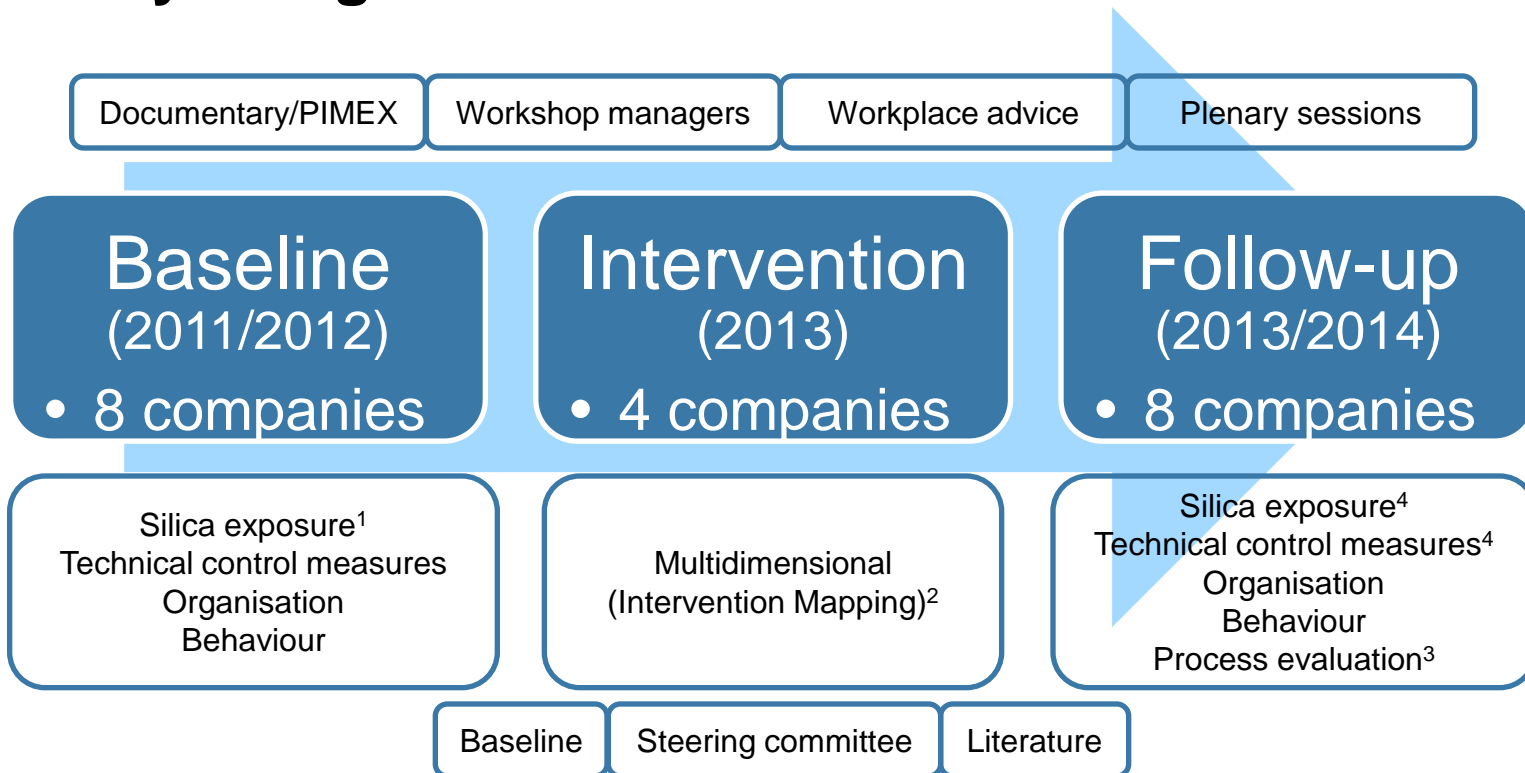 Documentary/PIMEX
Workshop managers
Workplace advice
Plenary sessions
Baseline
(2011/2012)
• 8 companies
Intervention
(2013)
• 4 companies
Follow-up
(2013/2014)
• 8 companies
Silica exposure¹
Technical control measures
Organisation
Behaviour
Multidimensional
(Intervention Mapping)²
Silica exposure⁴
Technical control measures⁴
Organisation
Behaviour
Process evaluation³
Baseline
Steering committee
Literature